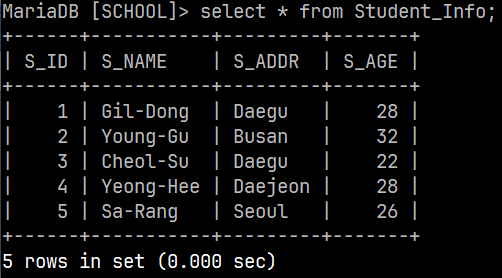 MariaDB [SCHOOL]> select * from Student_Info;
+------+-----------+---------+-------+
| S_ID | S_NAME    | S_ADDR  | S_AGE |
+------+-----------+---------+-------+
|    1 | Gil-Dong  | Daegu   |    28 |
|    2 | Young-Gu  | Busan   |    32 |
|    3 | Cheol-Su  | Daegu   |    22 |
|    4 | Yeong-Hee | Daejeon |    28 |
|    5 | Sa-Rang   | Seoul   |    26 |
+------+-----------+---------+-------+
5 rows in set (0.000 sec)